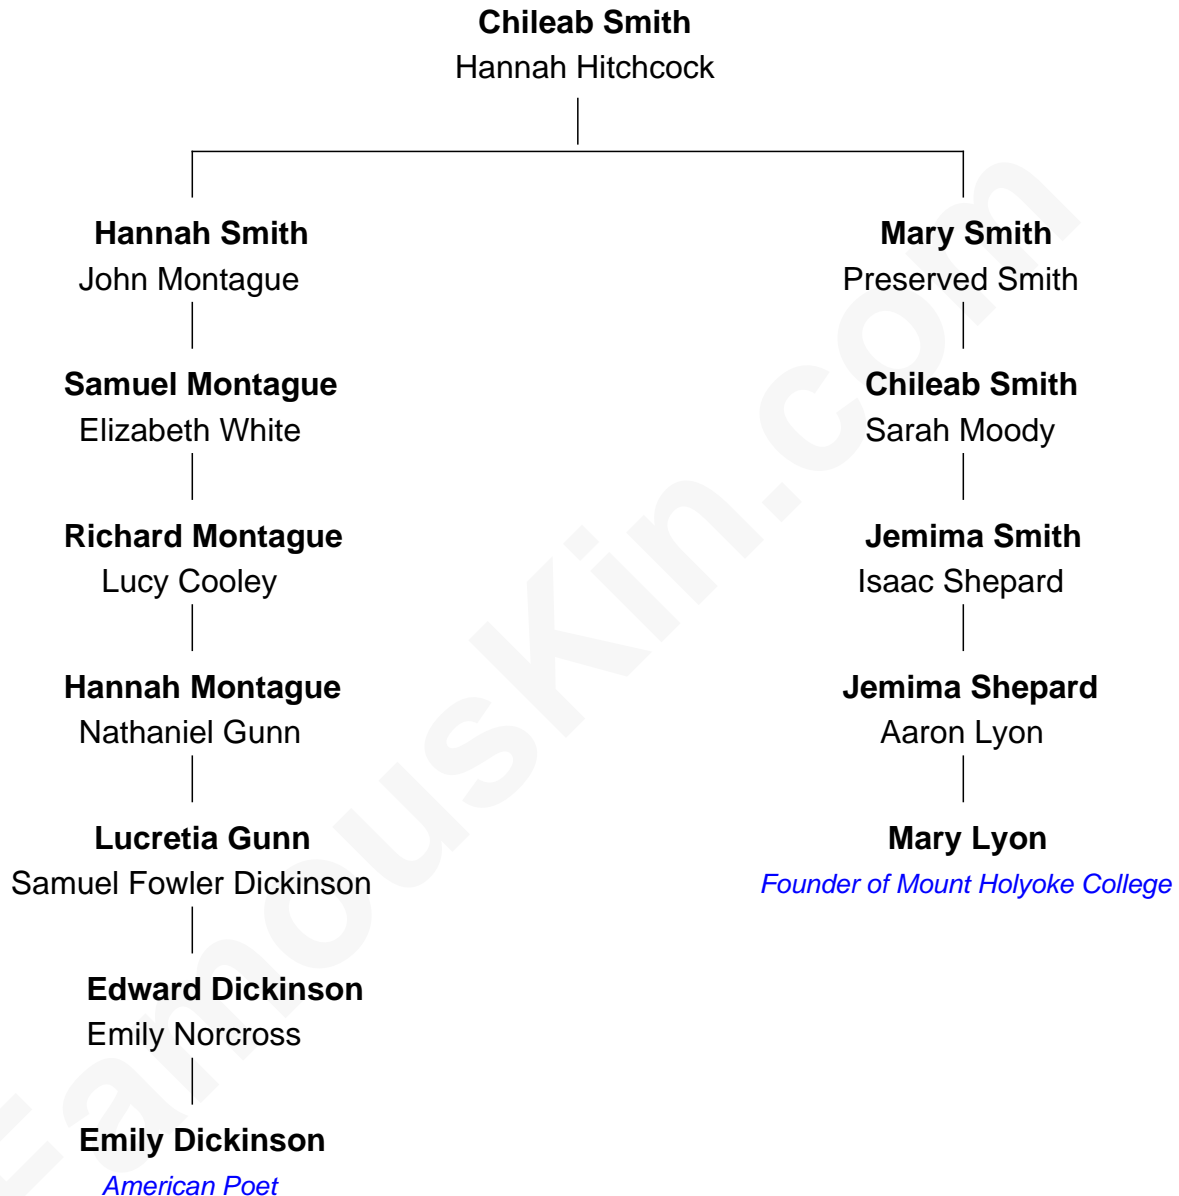 Chileab Smith
Hannah Hitchcock
Hannah Smith
John Montague
Samuel Montague
Elizabeth White
Richard Montague
Lucy Cooley
Hannah Montague
Nathaniel Gunn
Lucretia Gunn
Samuel Fowler Dickinson
Edward Dickinson
Emily Norcross
Emily Dickinson
American Poet
Mary Smith
Preserved Smith
Chileab Smith
Sarah Moody
Jemima Smith
Isaac Shepard
Jemima Shepard
Aaron Lyon
Mary Lyon
Founder of Mount Holyoke College
FamousKin.com